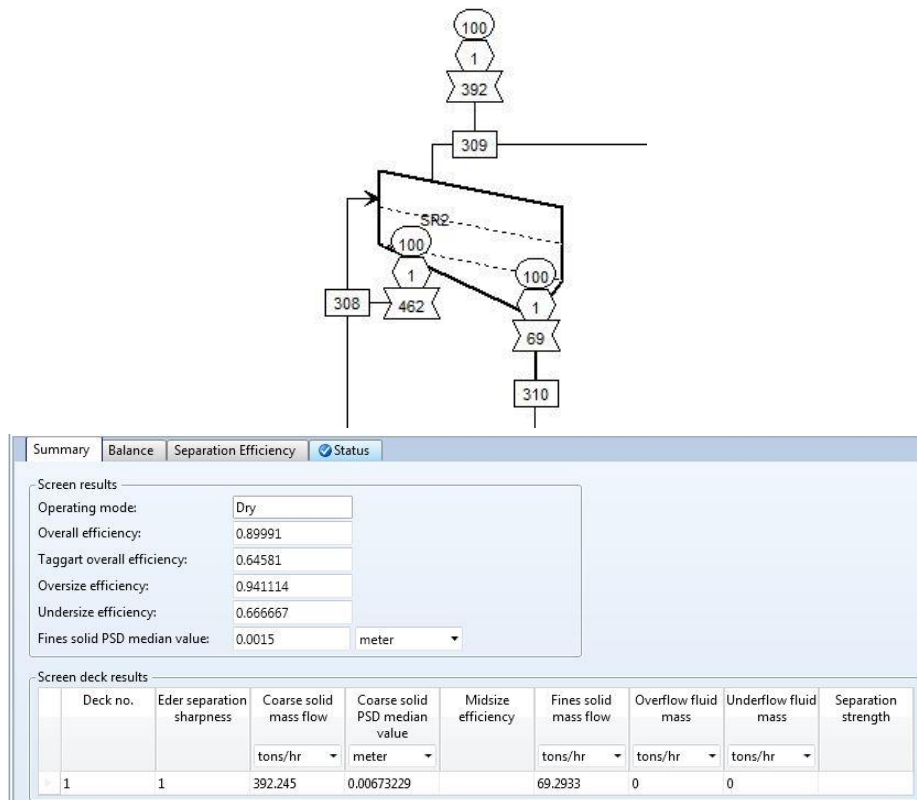 100
1
392
309
SR2
100
1
462
308
100
1
69
310
Summary Balance Separation Efficiency Status
Screen results
Operating mode: Dry
Overall efficiency: 0.89991
Taggart overall efficiency: 0.64581
Oversize efficiency: 0.941114
Undersize efficiency: 0.666667
Fines solid PSD median value: 0.0015 meter
Screen deck results
Deck no. Eder separation sharpness Coarse solid mass flow Coarse solid PSD median value Midsize efficiency Fines solid mass flow Overflow fluid mass Underflow fluid mass Separation strength
tons/hr meter tons/hr tons/hr tons/hr
1 1 392.245 0.00673229 69.2933 0 0